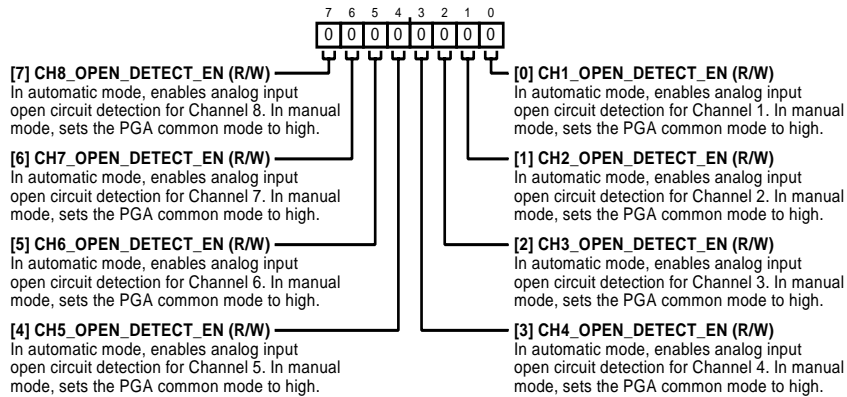 7 6 5 4 3 2 1 0
0 0 0 0 0 0 0 0
[7] CH8_OPEN_DETECT_EN (R/W)
In automatic mode, enables analog input
open circuit detection for Channel 8. In manual
mode, sets the PGA common mode to high.
[6] CH7_OPEN_DETECT_EN (R/W)
In automatic mode, enables analog input
open circuit detection for Channel 7. In manual
mode, sets the PGA common mode to high.
[5] CH6_OPEN_DETECT_EN (R/W)
In automatic mode, enables analog input
open circuit detection for Channel 6. In manual
mode, sets the PGA common mode to high.
[4] CH5_OPEN_DETECT_EN (R/W)
In automatic mode, enables analog input
open circuit detection for Channel 5. In manual
mode, sets the PGA common mode to high.
[0] CH1_OPEN_DETECT_EN (R/W)
In automatic mode, enables analog input
open circuit detection for Channel 1. In manual
mode, sets the PGA common mode to high.
[1] CH2_OPEN_DETECT_EN (R/W)
In automatic mode, enables analog input
open circuit detection for Channel 2. In manual
mode, sets the PGA common mode to high.
[2] CH3_OPEN_DETECT_EN (R/W)
In automatic mode, enables analog input
open circuit detection for Channel 3. In manual
mode, sets the PGA common mode to high.
[3] CH4_OPEN_DETECT_EN (R/W)
In automatic mode, enables analog input
open circuit detection for Channel 4. In manual
mode, sets the PGA common mode to high.